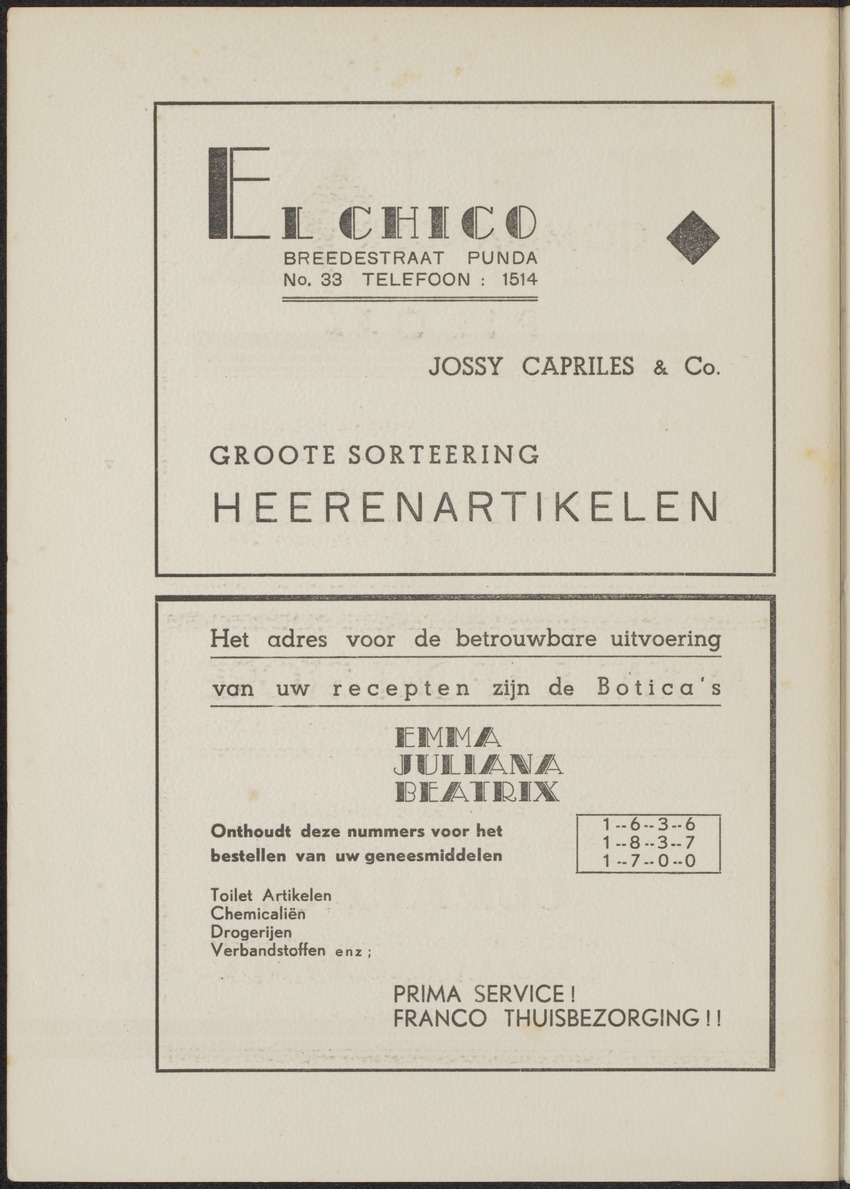 EL CHICO
BREEDESTRAAT PUNDA
No. 33 TELEFOON : 1514
JOSSY CAPRILES & Co.
GROOTE SORTEERING
HEERENARTIKELEN
Het adres voor de betrouwbare uitvoering
van uw recepten zijn de Botica's
EMMA
JULIANA
BEATRIX
Onthoudt deze nummers voor het
bestellen van uw geneesmiddelen
1--6--3--6
1--8--3--7
1--7--0--0
Toilet Artikelen
Chemicaliën
Drogerijen
Verbandstoffen enz ;
PRIMA SERVICE !
FRANCO THUISBEZORGING ! !